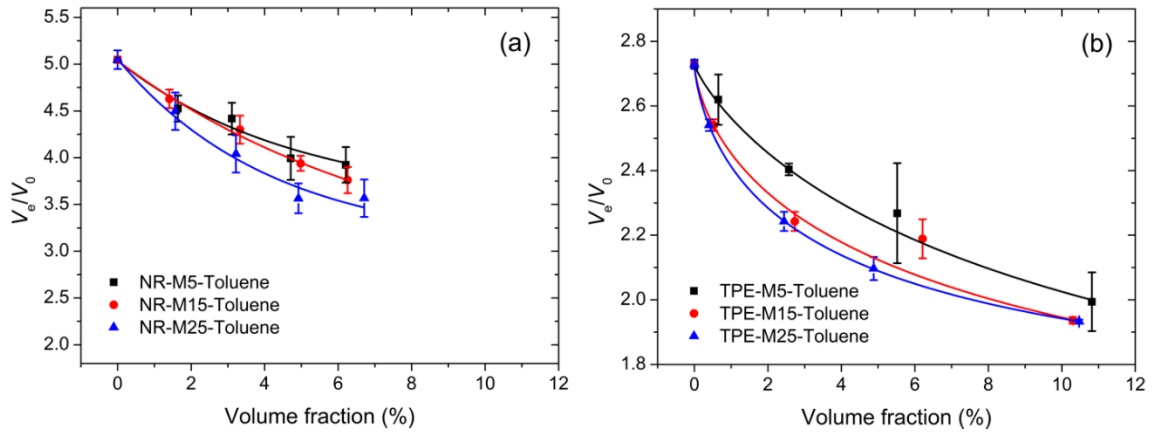 (a)
5.5
5.0
4.5
4.0
3.5
3.0
2.5
2.0
Ve/V0
NR-M5-Toluene
NR-M15-Toluene
NR-M25-Toluene
0 2 4 6 8 10 12
Volume fraction (%)
(b)
2.8
2.6
2.4
2.2
2.0
1.8
Ve/V0
TPE-M5-Toluene
TPE-M15-Toluene
TPE-M25-Toluene
0 2 4 6 8 10 12
Volume fraction (%)